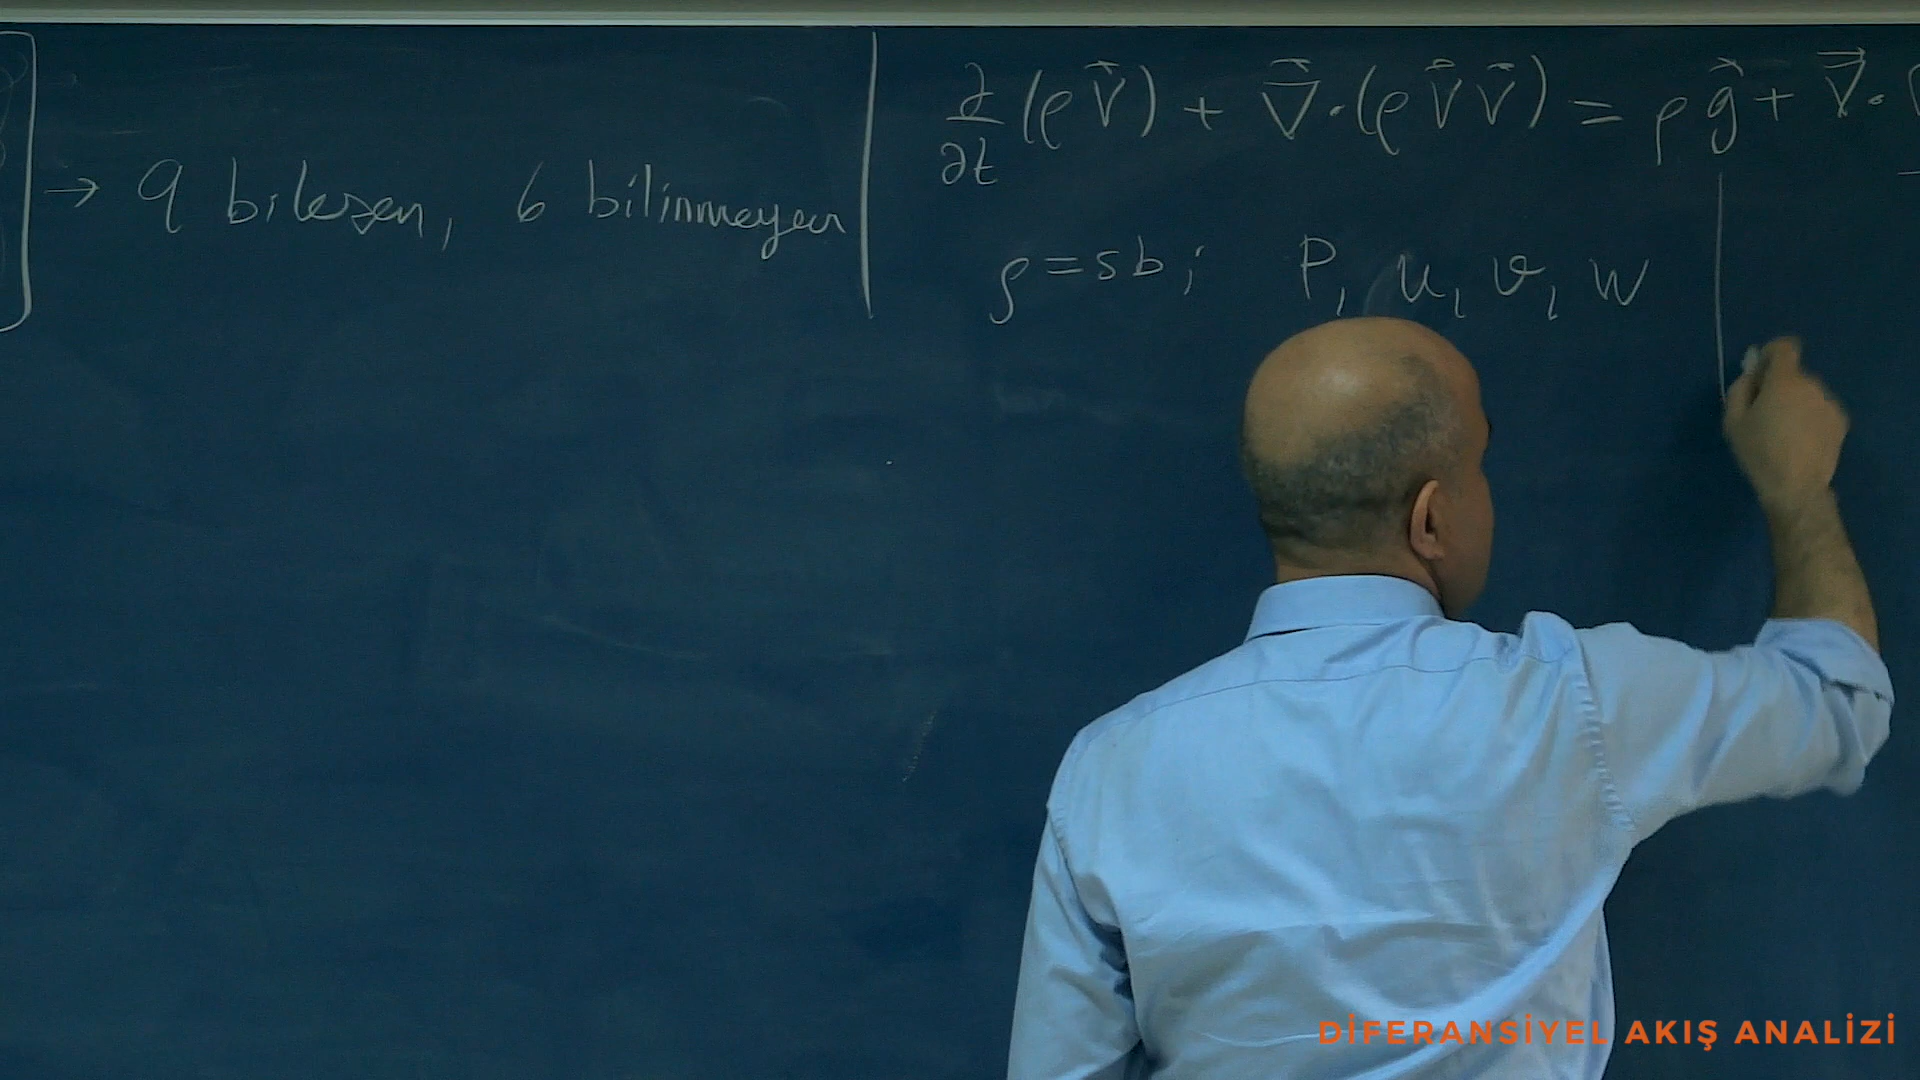 → 9 bileşen, 6 bilinmeyen
∂/∂t (ρV⃗) + ∇⃗·(ρV⃗V⃗) = ρg⃗ + ∇⃗·
ρ = sb; P, u, v, w
DİFERANSİYEL AKIŞ ANALİZİ